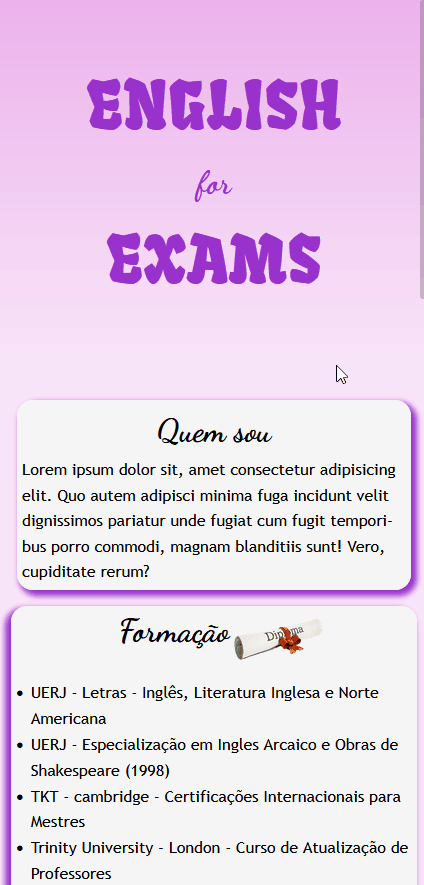 ENGLISH
for
EXAMS
Quem sou
Lorem ipsum dolor sit, amet consectetur adipisicing
elit. Quo autem adipisci minima fuga incidunt velit
dignissimos pariatur unde fugiat cum fugit tempori-
bus porro commodi, magnam blanditiis sunt! Vero,
cupiditate rerum?
Formação
Diploma
• UERJ - Letras - Inglês, Literatura Inglesa e Norte
Americana
• UERJ - Especialização em Ingles Arcaico e Obras de
Shakespeare (1998)
• TKT - cambridge - Certificações Internacionais para
Mestres
• Trinity University - London - Curso de Atualização de
Professores